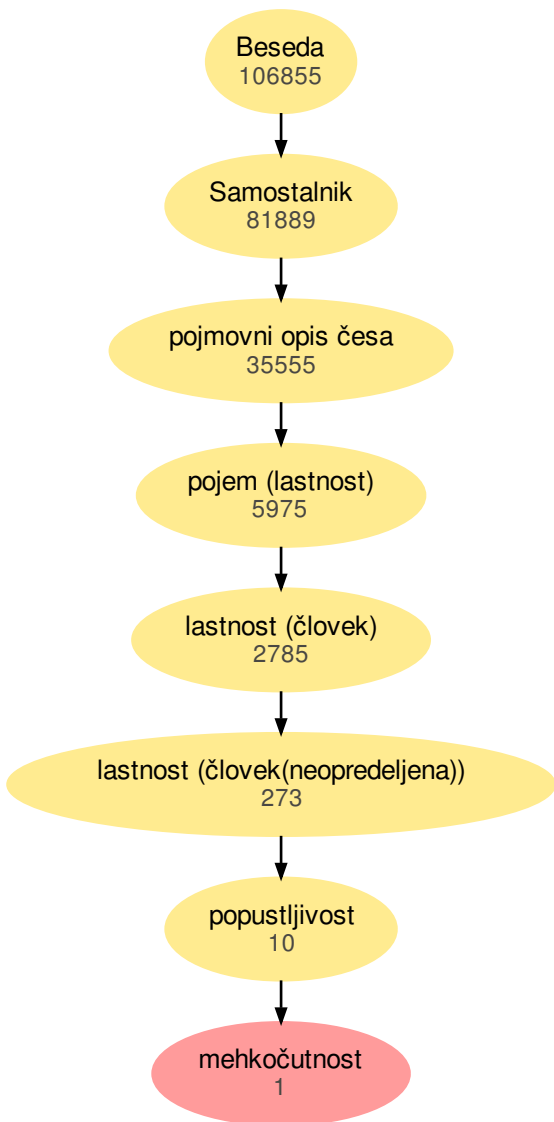 Beseda
106855
Samostalnik
81889
pojmovni opis česa
35555
pojem (lastnost)
5975
lastnost (človek)
2785
lastnost (človek(neopredeljena))
273
popustljivost
10
mehkočutnost
1